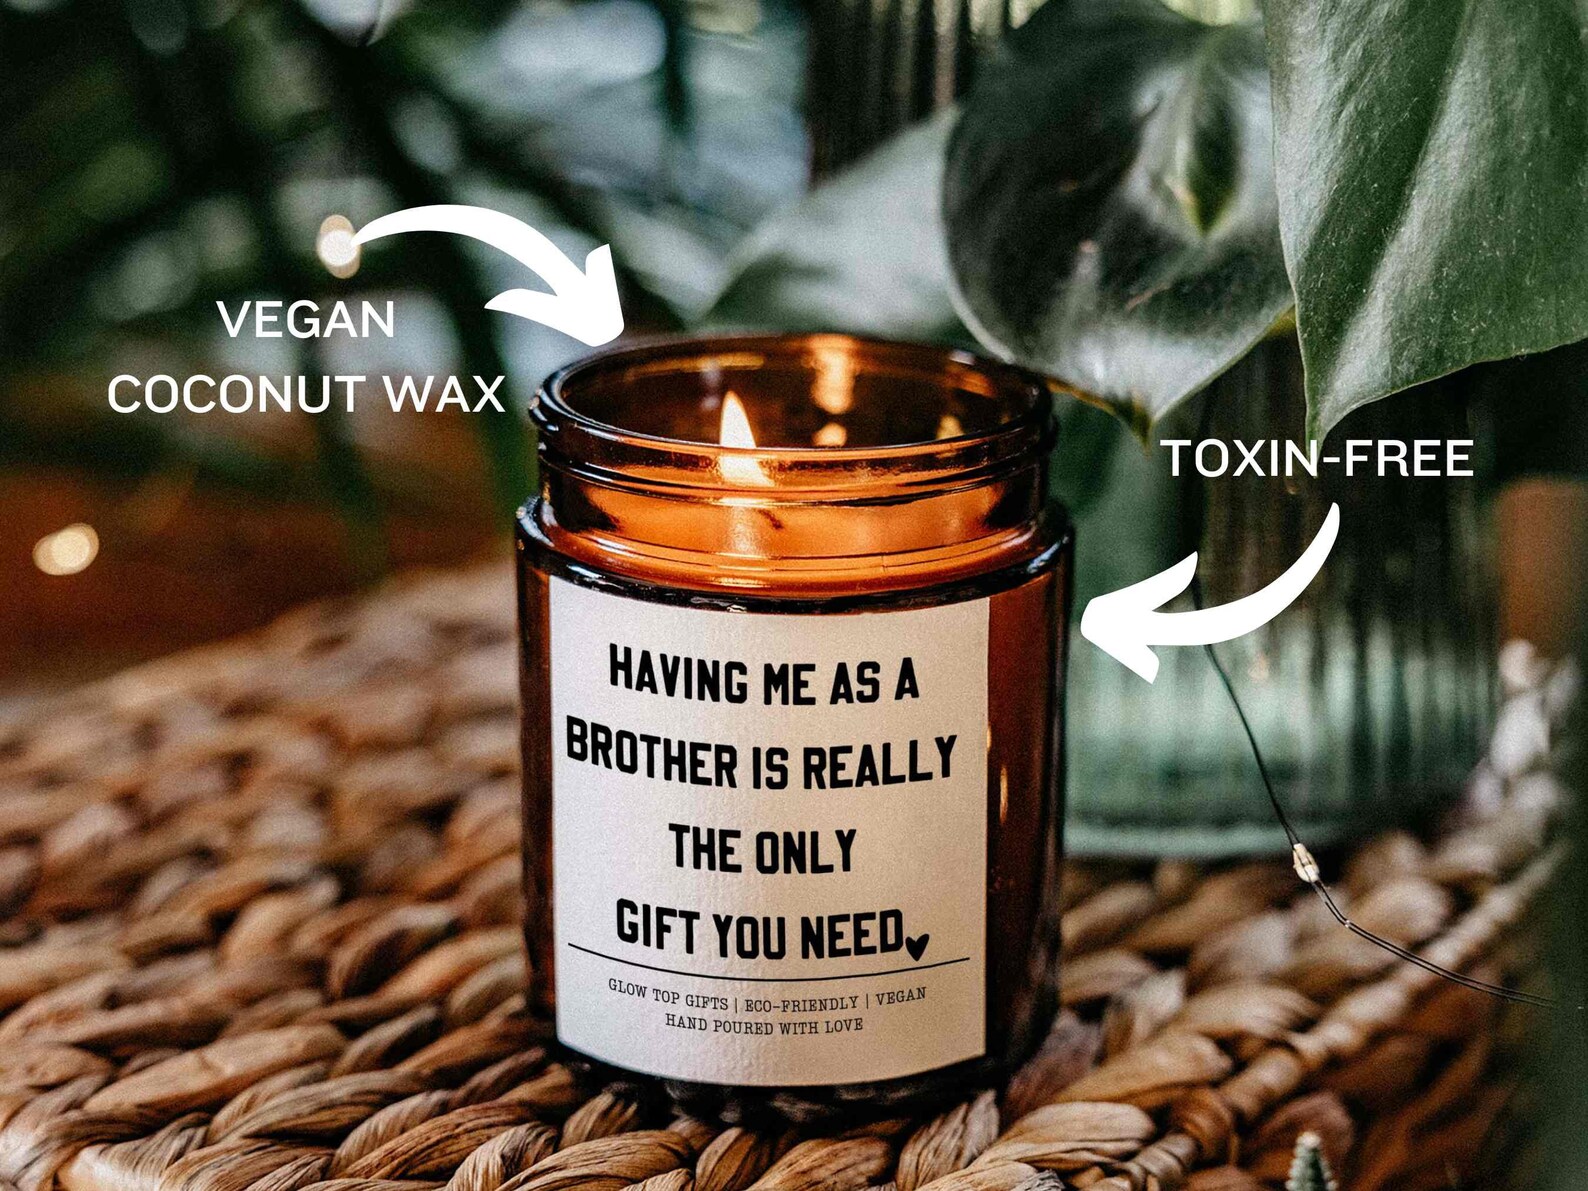 VEGAN
COCONUT WAX
TOXIN-FREE
HAVING ME AS A
BROTHER IS REALLY
THE ONLY
GIFT YOU NEED
GLOW TOP GIFTS | ECO-FRIENDLY | VEGAN
HAND POURED WITH LOVE